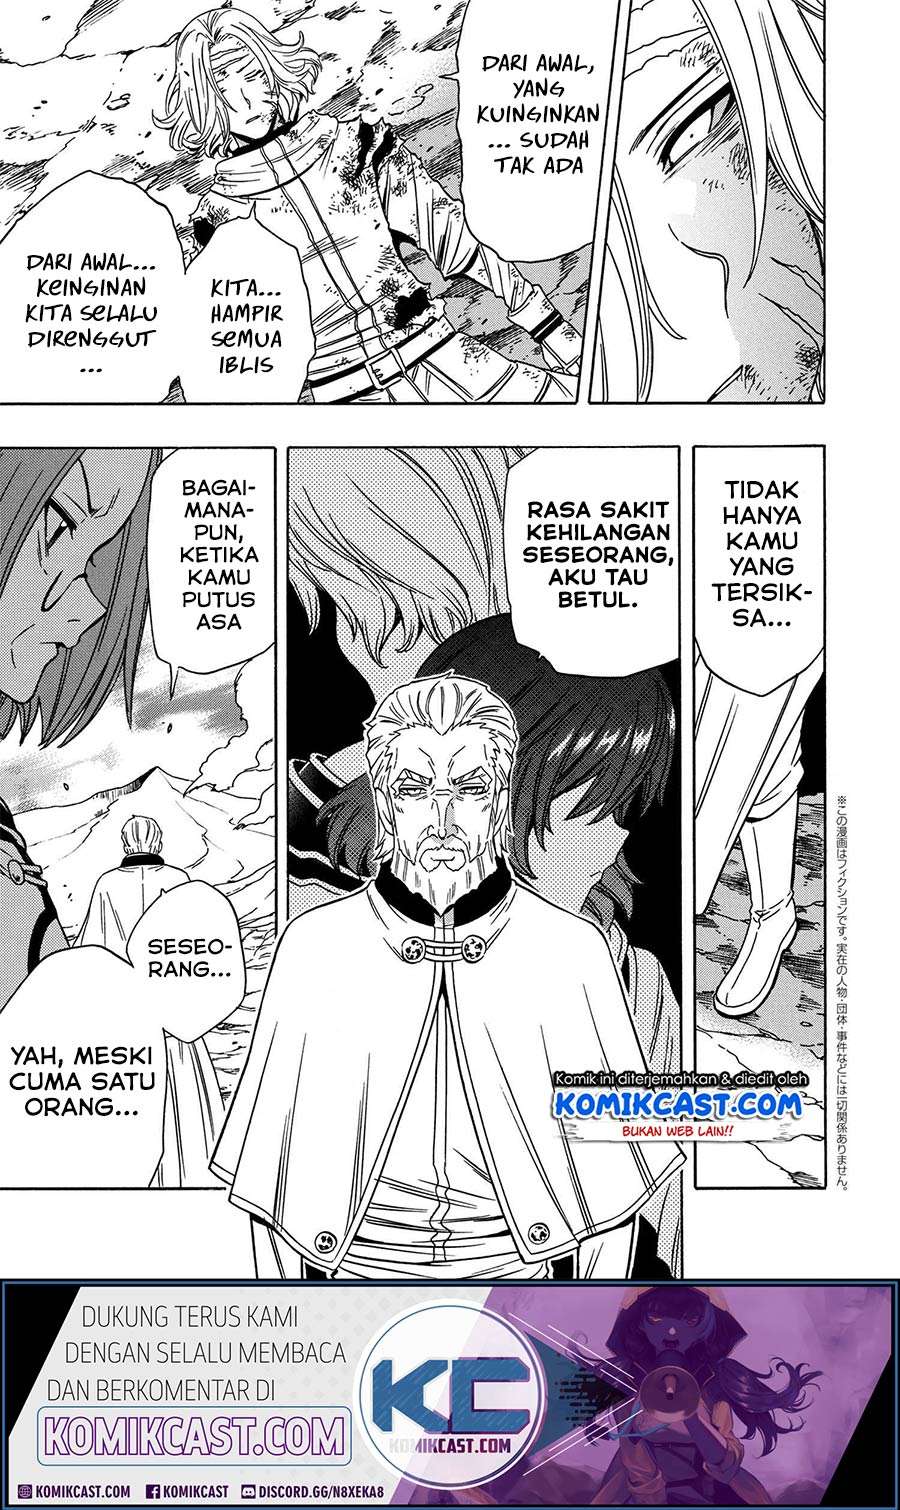 DARI AWAL,
YANG
KUINGINKAN
... SUDAH
TAK ADA
KITA...
HAMPIR
SEMUA
IBLIS
DARI AWAL...
KEINGINAN
KITA SELALU
DIRENGGUT
...
TIDAK
HANYA
KAMU
YANG
TERSIK-
SA...
RASA SAKIT
KEHILANGAN
SESEORANG,
AKU TAU
BETUL.
BAGAI-
MANA-
PUN,
KETIKA
KAMU
PUTUS
ASA
SESEO-
RANG...
YAH, MESKI
CUMA SATU
ORANG...
※この漫画はフィクションです。実在の人物・団体・事件などには一切関係ありません。
Komik ini diterjemahkan & diedit oleh
KOMIKCAST.COM
BUKAN WEB LAIN!!
DUKUNG TERUS KAMI
DENGAN SELALU MEMBACA
DAN BERKOMENTAR DI
KOMIKCAST.COM
KC
KOMIKCAST.COM
KOMIKCAST.COM
KOMIKCAST
DISCORD.GG/N8XEKA8